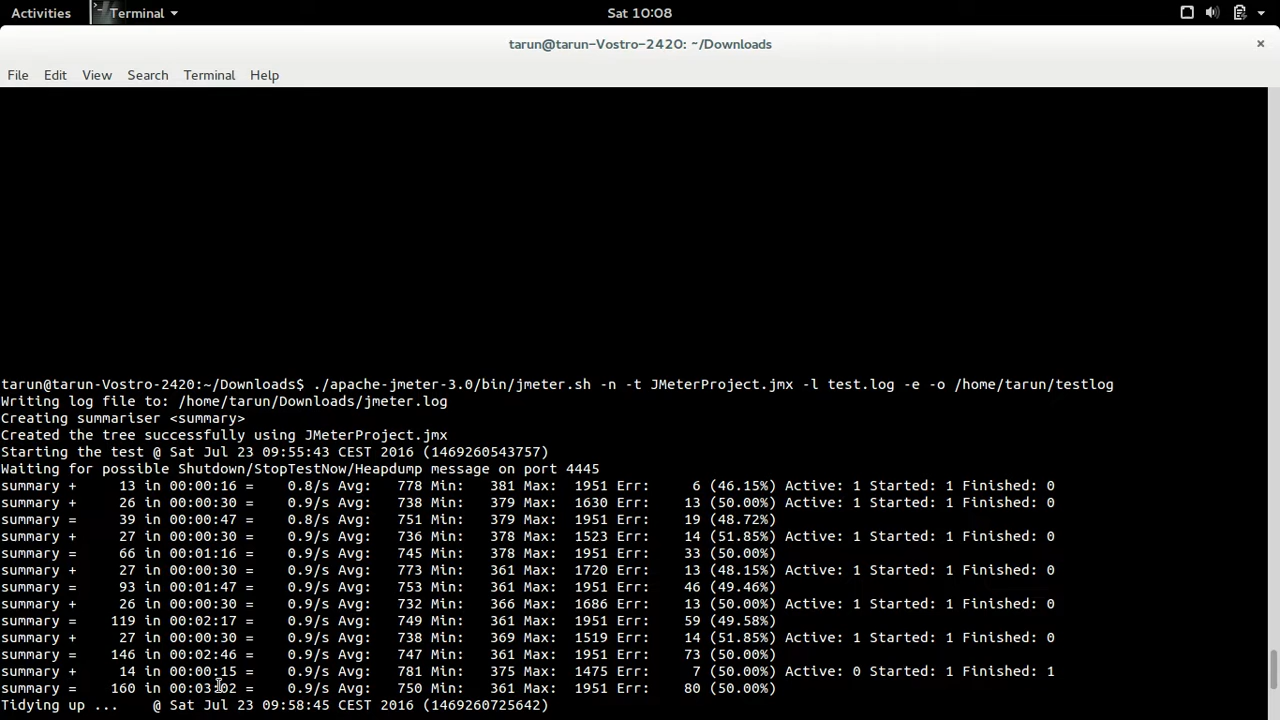 Activities Terminal Sat 10:08
tarun@tarun-Vostro-2420: ~/Downloads
File Edit View Search Terminal Help
tarun@tarun-Vostro-2420:~/Downloads$ ./apache-jmeter-3.0/bin/jmeter.sh -n -t JMeterProject.jmx -l test.log -e -o /home/tarun/testlog
Writing log file to: /home/tarun/Downloads/jmeter.log
Creating summariser <summary>
Created the tree successfully using JMeterProject.jmx
Starting the test @ Sat Jul 23 09:55:43 CEST 2016 (1469260543757)
Waiting for possible Shutdown/StopTestNow/Heapdump message on port 4445
summary + 13 in 00:00:16 = 0.8/s Avg: 778 Min: 381 Max: 1951 Err: 6 (46.15%) Active: 1 Started: 1 Finished: 0
summary + 26 in 00:00:30 = 0.9/s Avg: 738 Min: 379 Max: 1630 Err: 13 (50.00%) Active: 1 Started: 1 Finished: 0
summary = 39 in 00:00:47 = 0.8/s Avg: 751 Min: 379 Max: 1951 Err: 19 (48.72%)
summary + 27 in 00:00:30 = 0.9/s Avg: 736 Min: 378 Max: 1523 Err: 14 (51.85%) Active: 1 Started: 1 Finished: 0
summary = 66 in 00:01:16 = 0.9/s Avg: 745 Min: 378 Max: 1951 Err: 33 (50.00%)
summary + 27 in 00:00:30 = 0.9/s Avg: 773 Min: 361 Max: 1720 Err: 13 (48.15%) Active: 1 Started: 1 Finished: 0
summary = 93 in 00:01:47 = 0.9/s Avg: 753 Min: 361 Max: 1951 Err: 46 (49.46%)
summary + 26 in 00:00:30 = 0.9/s Avg: 732 Min: 366 Max: 1686 Err: 13 (50.00%) Active: 1 Started: 1 Finished: 0
summary = 119 in 00:02:17 = 0.9/s Avg: 749 Min: 361 Max: 1951 Err: 59 (49.58%)
summary + 27 in 00:00:30 = 0.9/s Avg: 738 Min: 369 Max: 1519 Err: 14 (51.85%) Active: 1 Started: 1 Finished: 0
summary = 146 in 00:02:46 = 0.9/s Avg: 747 Min: 361 Max: 1951 Err: 73 (50.00%)
summary + 14 in 00:00:15 = 0.9/s Avg: 781 Min: 375 Max: 1475 Err: 7 (50.00%) Active: 0 Started: 1 Finished: 1
summary = 160 in 00:03:02 = 0.9/s Avg: 750 Min: 361 Max: 1951 Err: 80 (50.00%)
Tidying up ... @ Sat Jul 23 09:58:45 CEST 2016 (1469260725642)